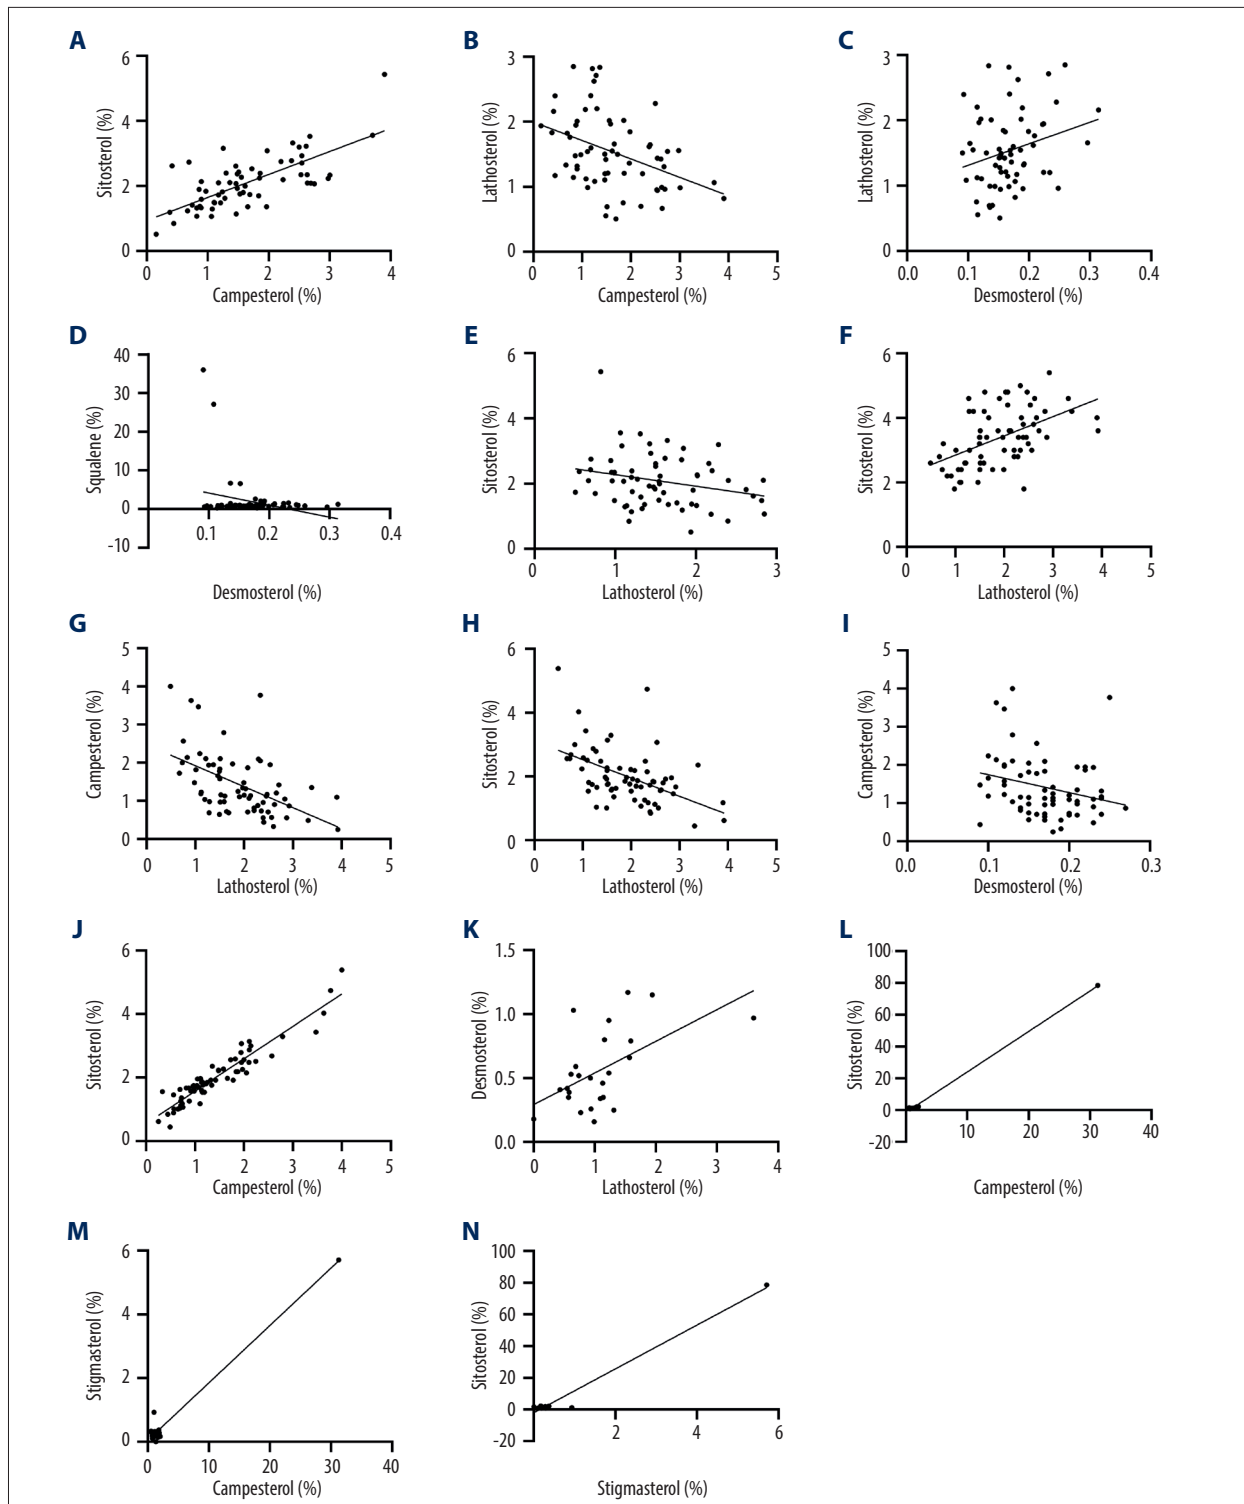 A
6
4
2
0
Sitosterol (%)
0 1 2 3 4
Campesterol (%)
B
3
2
1
0
Lathosterol (%)
0 1 2 3 4 5
Campesterol (%)
C
3
2
1
0
Lathosterol (%)
0.0 0.1 0.2 0.3 0.4
Desmosterol (%)
D
40
30
20
10
0
-10
Squalene (%)
0.1 0.2 0.3 0.4
Desmosterol (%)
E
6
4
2
0
Sitosterol (%)
0 1 2 3
Lathosterol (%)
F
6
4
2
0
Sitosterol (%)
0 1 2 3 4 5
Lathosterol (%)
G
5
4
3
2
1
0
Campesterol (%)
0 1 2 3 4 5
Lathosterol (%)
H
6
4
2
0
Sitosterol (%)
0 1 2 3 4 5
Lathosterol (%)
I
5
4
3
2
1
0
Campesterol (%)
0.0 0.1 0.2 0.3
Desmosterol (%)
J
6
4
2
0
Sitosterol (%)
0 1 2 3 4 5
Campesterol (%)
K
1.5
1.0
0.5
0.0
Desmosterol (%)
0 1 2 3 4
Lathosterol (%)
L
100
80
60
40
20
0
-20
Sitosterol (%)
10 20 30 40
Campesterol (%)
M
6
4
2
0
Stigmasterol (%)
0 10 20 30 40
Campesterol (%)
N
100
80
60
40
20
0
-20
Sitosterol (%)
2 4 6
Stigmasterol (%)